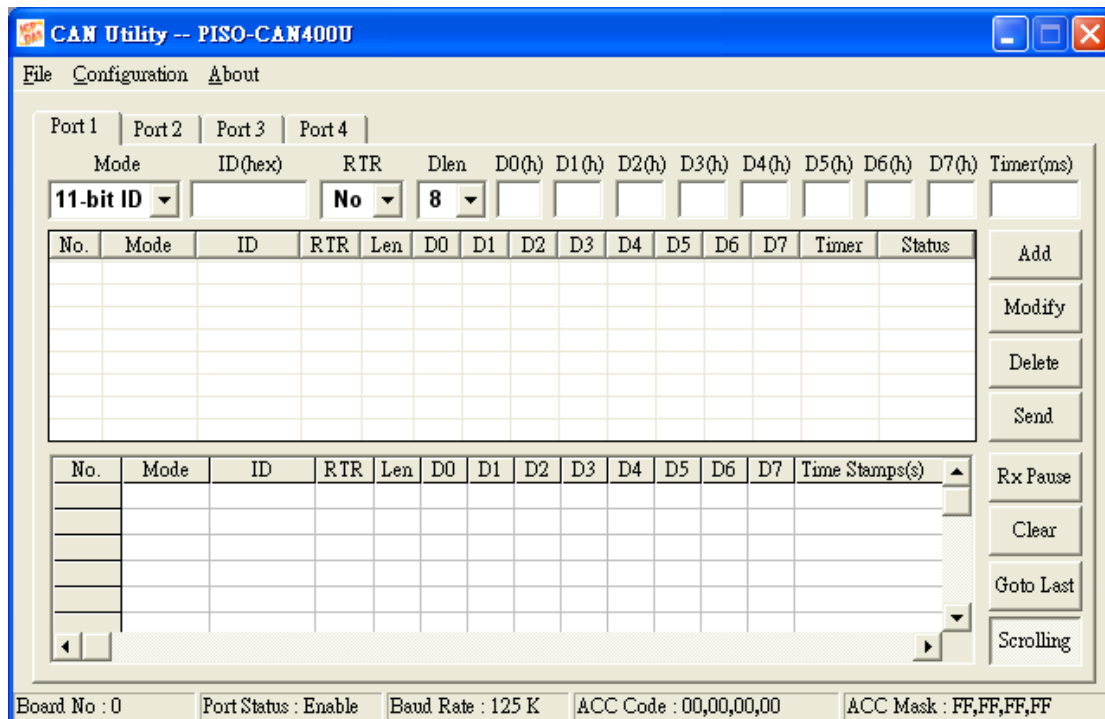 CAN Utility -- PISO-CAN400U
File Configuration About
Port 1 Port 2 Port 3 Port 4
Mode ID(hex) RTR Dlen D0(h) D1(h) D2(h) D3(h) D4(h) D5(h) D6(h) D7(h) Timer(ms)
11-bit ID No 8
No. Mode ID RTR Len D0 D1 D2 D3 D4 D5 D6 D7 Timer Status
Add
Modify
Delete
Send
No. Mode ID RTR Len D0 D1 D2 D3 D4 D5 D6 D7 Time Stamps(s)
Rx Pause
Clear
Goto Last
Scrolling
Board No : 0 Port Status : Enable Baud Rate : 125 K ACC Code : 00,00,00,00 ACC Mask : FF,FF,FF,FF